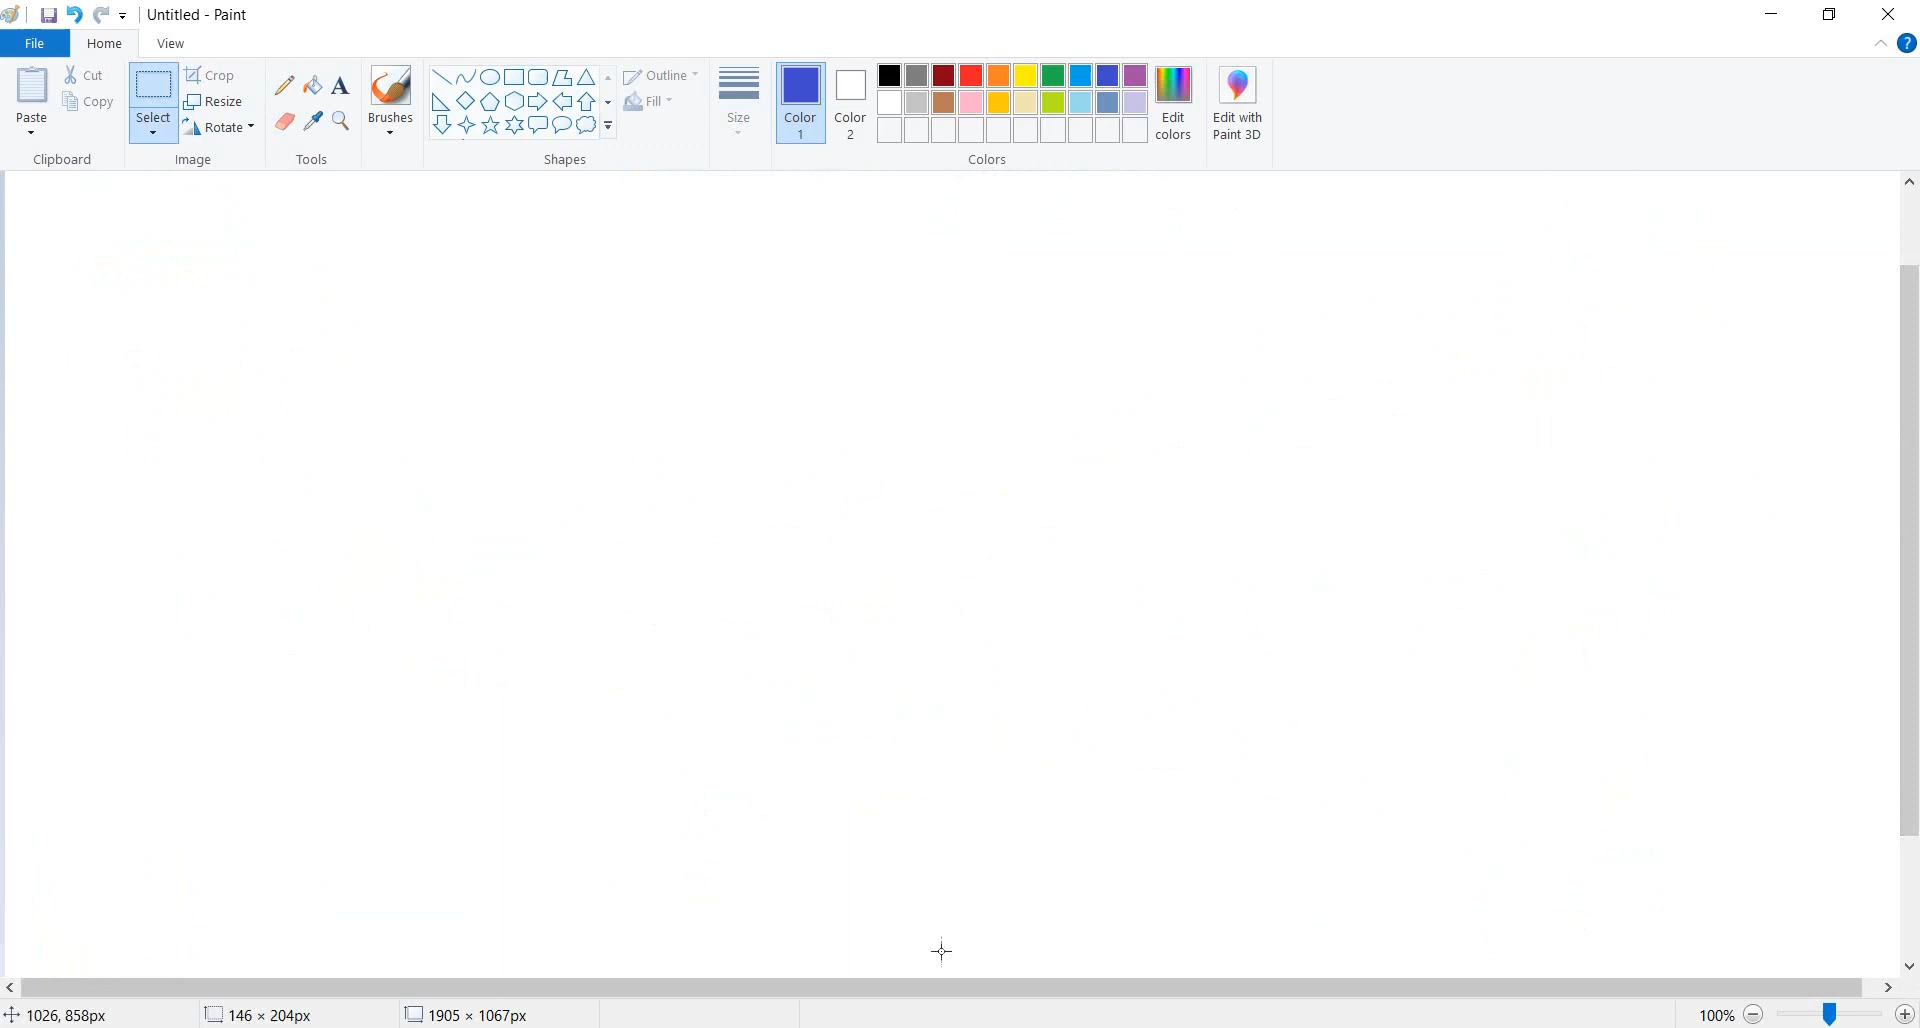 Untitled - Paint
File Home View
Paste
Cut
Copy
Clipboard
Select
Crop
Resize
Rotate
Image
Tools
Brushes
Shapes
Outline
Fill
Size
Color
1
Color
2
Edit
colors
Colors
Edit with
Paint 3D
1026, 858px 146 × 204px 1905 × 1067px 100%